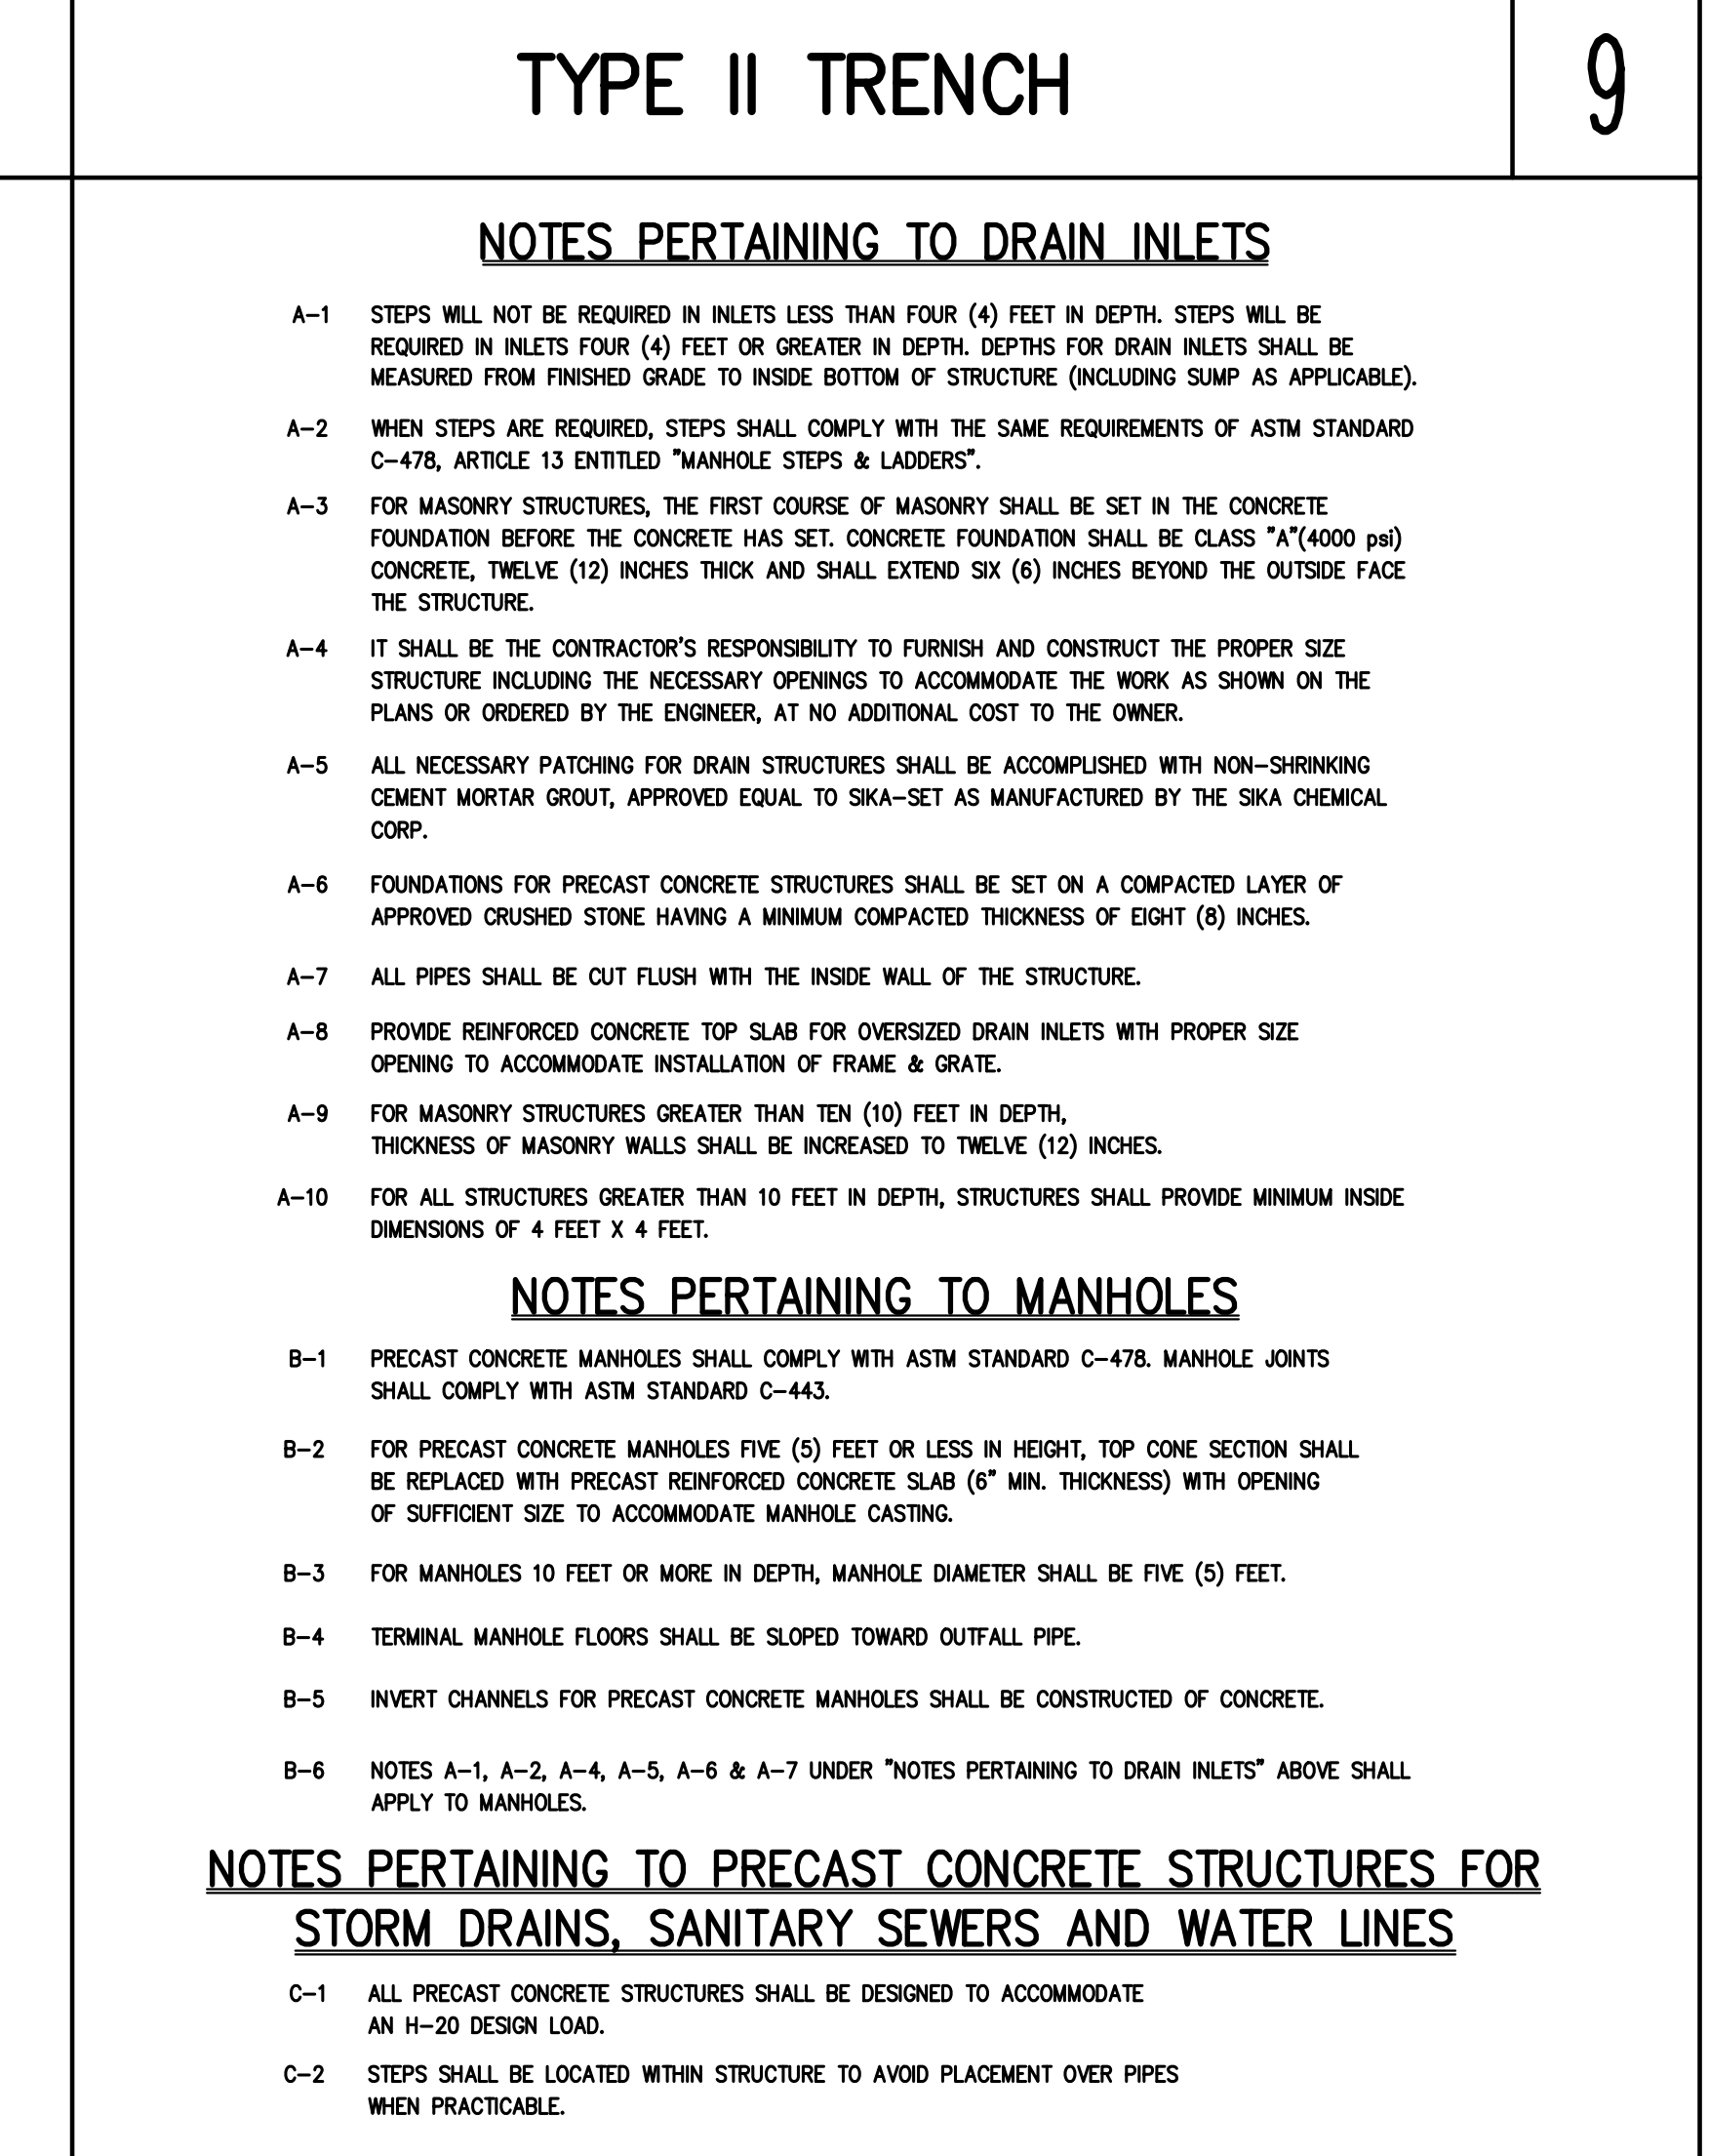 TYPE II TRENCH
9
NOTES PERTAINING TO DRAIN INLETS
A-1 STEPS WILL NOT BE REQUIRED IN INLETS LESS THAN FOUR (4) FEET IN DEPTH. STEPS WILL BE
REQUIRED IN INLETS FOUR (4) FEET OR GREATER IN DEPTH. DEPTHS FOR DRAIN INLETS SHALL BE
MEASURED FROM FINISHED GRADE TO INSIDE BOTTOM OF STRUCTURE (INCLUDING SUMP AS APPLICABLE).
A-2 WHEN STEPS ARE REQUIRED, STEPS SHALL COMPLY WITH THE SAME REQUIREMENTS OF ASTM STANDARD
C-478, ARTICLE 13 ENTITLED "MANHOLE STEPS & LADDERS".
A-3 FOR MASONRY STRUCTURES, THE FIRST COURSE OF MASONRY SHALL BE SET IN THE CONCRETE
FOUNDATION BEFORE THE CONCRETE HAS SET. CONCRETE FOUNDATION SHALL BE CLASS "A"(4000 psi)
CONCRETE, TWELVE (12) INCHES THICK AND SHALL EXTEND SIX (6) INCHES BEYOND THE OUTSIDE FACE
THE STRUCTURE.
A-4 IT SHALL BE THE CONTRACTOR'S RESPONSIBILITY TO FURNISH AND CONSTRUCT THE PROPER SIZE
STRUCTURE INCLUDING THE NECESSARY OPENINGS TO ACCOMMODATE THE WORK AS SHOWN ON THE
PLANS OR ORDERED BY THE ENGINEER, AT NO ADDITIONAL COST TO THE OWNER.
A-5 ALL NECESSARY PATCHING FOR DRAIN STRUCTURES SHALL BE ACCOMPLISHED WITH NON-SHRINKING
CEMENT MORTAR GROUT, APPROVED EQUAL TO SIKA-SET AS MANUFACTURED BY THE SIKA CHEMICAL
CORP.
A-6 FOUNDATIONS FOR PRECAST CONCRETE STRUCTURES SHALL BE SET ON A COMPACTED LAYER OF
APPROVED CRUSHED STONE HAVING A MINIMUM COMPACTED THICKNESS OF EIGHT (8) INCHES.
A-7 ALL PIPES SHALL BE CUT FLUSH WITH THE INSIDE WALL OF THE STRUCTURE.
A-8 PROVIDE REINFORCED CONCRETE TOP SLAB FOR OVERSIZED DRAIN INLETS WITH PROPER SIZE
OPENING TO ACCOMMODATE INSTALLATION OF FRAME & GRATE.
A-9 FOR MASONRY STRUCTURES GREATER THAN TEN (10) FEET IN DEPTH,
THICKNESS OF MASONRY WALLS SHALL BE INCREASED TO TWELVE (12) INCHES.
A-10 FOR ALL STRUCTURES GREATER THAN 10 FEET IN DEPTH, STRUCTURES SHALL PROVIDE MINIMUM INSIDE
DIMENSIONS OF 4 FEET X 4 FEET.
NOTES PERTAINING TO MANHOLES
B-1 PRECAST CONCRETE MANHOLES SHALL COMPLY WITH ASTM STANDARD C-478. MANHOLE JOINTS
SHALL COMPLY WITH ASTM STANDARD C-443.
B-2 FOR PRECAST CONCRETE MANHOLES FIVE (5) FEET OR LESS IN HEIGHT, TOP CONE SECTION SHALL
BE REPLACED WITH PRECAST REINFORCED CONCRETE SLAB (6" MIN. THICKNESS) WITH OPENING
OF SUFFICIENT SIZE TO ACCOMMODATE MANHOLE CASTING.
B-3 FOR MANHOLES 10 FEET OR MORE IN DEPTH, MANHOLE DIAMETER SHALL BE FIVE (5) FEET.
B-4 TERMINAL MANHOLE FLOORS SHALL BE SLOPED TOWARD OUTFALL PIPE.
B-5 INVERT CHANNELS FOR PRECAST CONCRETE MANHOLES SHALL BE CONSTRUCTED OF CONCRETE.
B-6 NOTES A-1, A-2, A-4, A-5, A-6 & A-7 UNDER "NOTES PERTAINING TO DRAIN INLETS" ABOVE SHALL
APPLY TO MANHOLES.
NOTES PERTAINING TO PRECAST CONCRETE STRUCTURES FOR
STORM DRAINS, SANITARY SEWERS AND WATER LINES
C-1 ALL PRECAST CONCRETE STRUCTURES SHALL BE DESIGNED TO ACCOMMODATE
AN H-20 DESIGN LOAD.
C-2 STEPS SHALL BE LOCATED WITHIN STRUCTURE TO AVOID PLACEMENT OVER PIPES
WHEN PRACTICABLE.